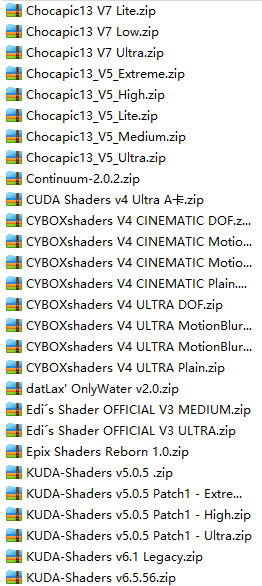 Chocapic13 V7 Lite.zip
Chocapic13 V7 Low.zip
Chocapic13 V7 Ultra.zip
Chocapic13_V5_Extreme.zip
Chocapic13_V5_High.zip
Chocapic13_V5_Lite.zip
Chocapic13_V5_Medium.zip
Chocapic13_V5_Ultra.zip
Continuum-2.0.2.zip
CUDA Shaders v4 Ultra A卡.zip
CYBOXshaders V4 CINEMATIC DOF.z...
CYBOXshaders V4 CINEMATIC Motio...
CYBOXshaders V4 CINEMATIC Motio...
CYBOXshaders V4 CINEMATIC Plain....
CYBOXshaders V4 ULTRA DOF.zip
CYBOXshaders V4 ULTRA MotionBlur...
CYBOXshaders V4 ULTRA MotionBlur...
CYBOXshaders V4 ULTRA Plain.zip
datLax' OnlyWater v2.0.zip
Edi´s Shader OFFICIAL V3 MEDIUM.zip
Edi´s Shader OFFICIAL V3 ULTRA.zip
Epix Shaders Reborn 1.0.zip
KUDA-Shaders v5.0.5 .zip
KUDA-Shaders v5.0.5 Patch1 - Extre...
KUDA-Shaders v5.0.5 Patch1 - High.zip
KUDA-Shaders v5.0.5 Patch1 - Ultra.zip
KUDA-Shaders v6.1 Legacy.zip
KUDA-Shaders v6.5.56.zip